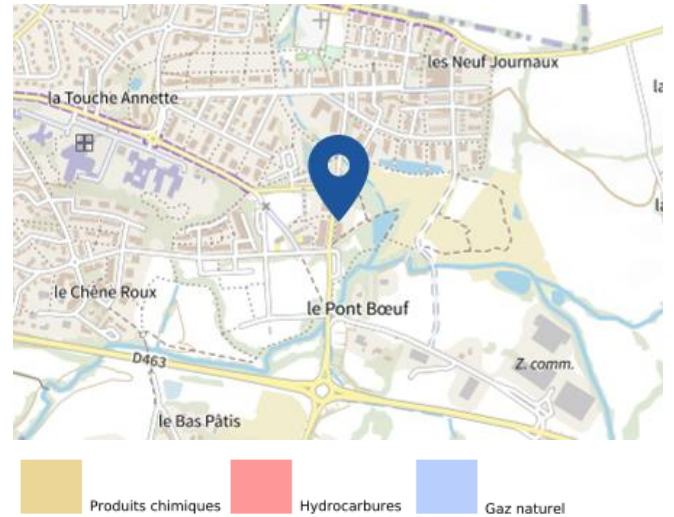 les Neuf Journaux
la Touche Annette
la
le Chêne Roux
le Pont Bœuf
D463
Z. comm.
le Bas Pâtis
Produits chimiques
Hydrocarbures
Gaz naturel